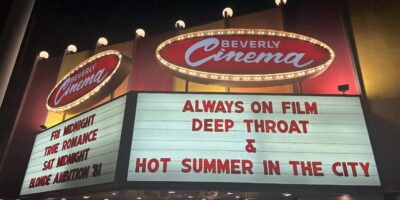 BEVERLY
Cinema
FRI MIDNIGHT
TRUE ROMANCE
SAT MIDNIGHT
BLONDE AMBITION '81
BEVERLY
Cinema
ALWAYS ON FILM
DEEP THROAT
&
HOT SUMMER IN THE CITY